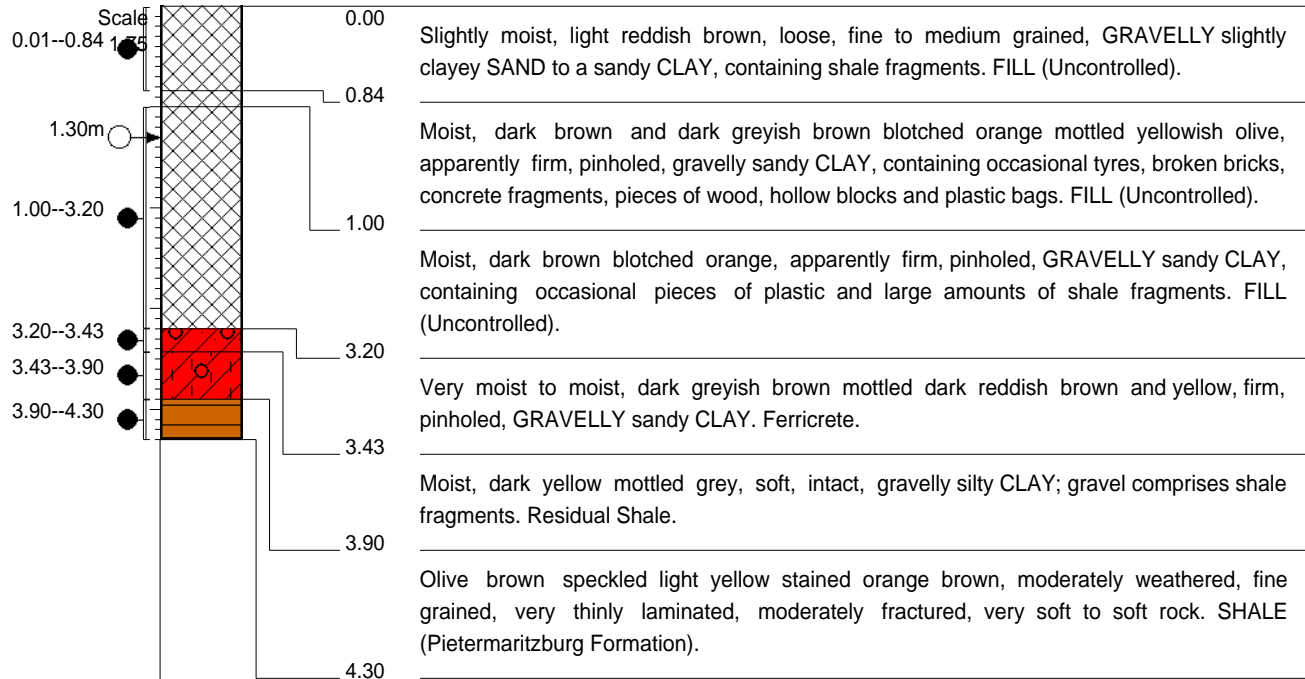 Scale
1:75
0.01--0.84
1.30m
1.00--3.20
3.20--3.43
3.43--3.90
3.90--4.30
0.00
Slightly moist, light reddish brown, loose, fine to medium grained, GRAVELLY slightly
clayey SAND to a sandy CLAY, containing shale fragments. FILL (Uncontrolled).
0.84
Moist, dark brown and dark greyish brown blotched orange mottled yellowish olive,
apparently firm, pinholed, gravelly sandy CLAY, containing occasional tyres, broken bricks,
concrete fragments, pieces of wood, hollow blocks and plastic bags. FILL (Uncontrolled).
1.00
Moist, dark brown blotched orange, apparently firm, pinholed, GRAVELLY sandy CLAY,
containing occasional pieces of plastic and large amounts of shale fragments. FILL
(Uncontrolled).
3.20
Very moist to moist, dark greyish brown mottled dark reddish brown and yellow, firm,
pinholed, GRAVELLY sandy CLAY. Ferricrete.
3.43
Moist, dark yellow mottled grey, soft, intact, gravelly silty CLAY; gravel comprises shale
fragments. Residual Shale.
3.90
Olive brown speckled light yellow stained orange brown, moderately weathered, fine
grained, very thinly laminated, moderately fractured, very soft to soft rock. SHALE
(Pietermaritzburg Formation).
4.30